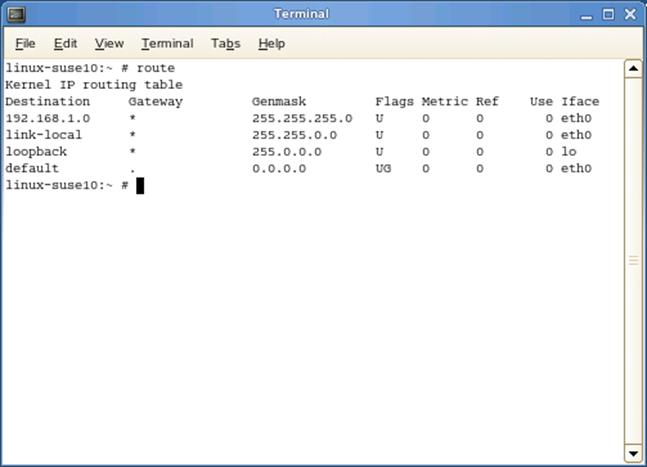 Terminal
File Edit View Terminal Tabs Help
linux-suse10:~ # route
Kernel IP routing table
Destination Gateway Genmask Flags Metric Ref Use Iface
192.168.1.0 * 255.255.255.0 U 0 0 0 eth0
link-local * 255.255.0.0 U 0 0 0 eth0
loopback * 255.0.0.0 U 0 0 0 lo
default . 0.0.0.0 UG 0 0 0 eth0
linux-suse10:~ #